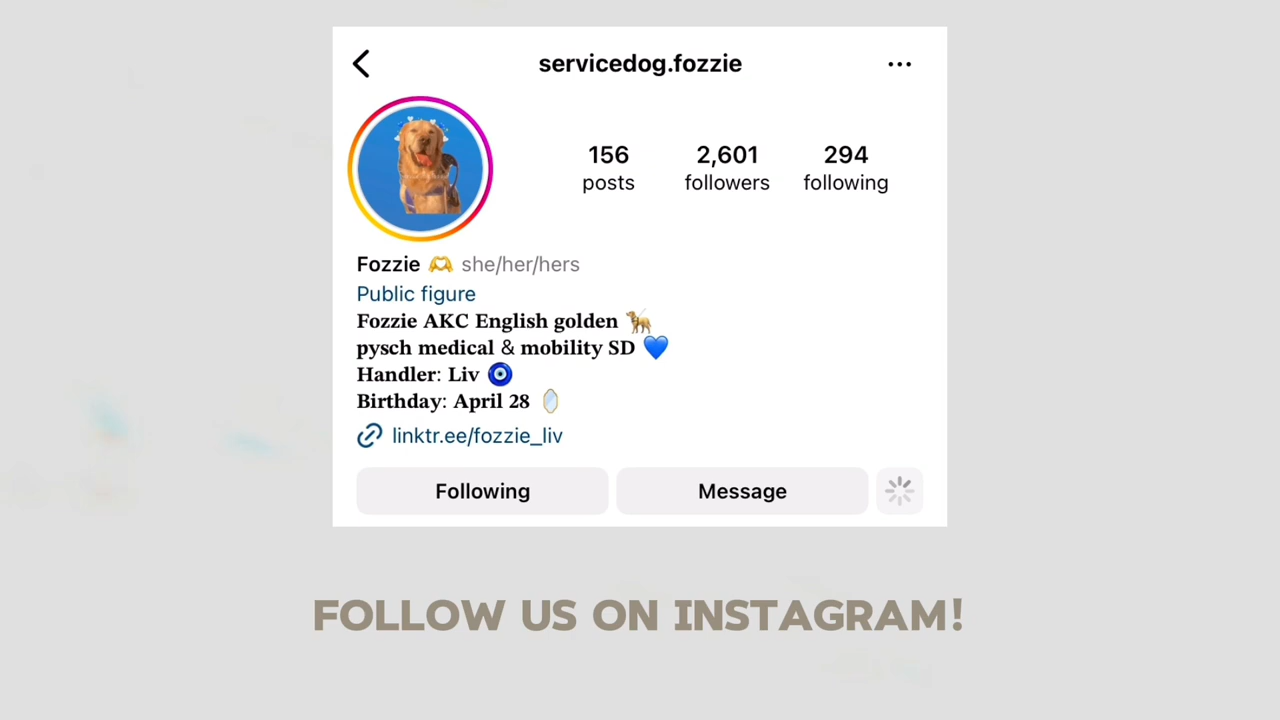 servicedog.fozzie
156 2,601 294
posts followers following
Fozzie 🫶 she/her/hers
Public figure
Fozzie AKC English golden 🦮
pysch medical & mobility SD 💙
Handler: Liv 🧿
Birthday: April 28 🪞
linktr.ee/fozzie_liv
Following Message
FOLLOW US ON INSTAGRAM!